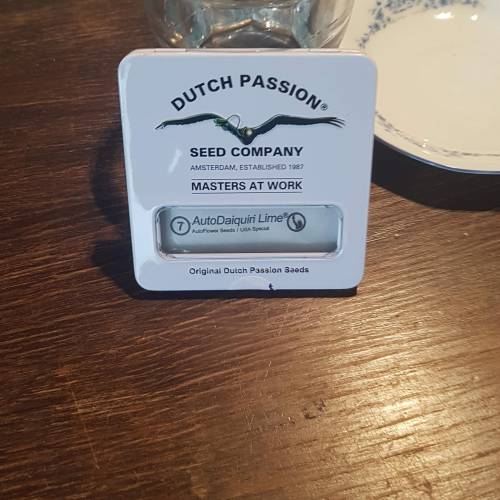 DUTCH PASSION®
SEED COMPANY
AMSTERDAM, ESTABLISHED 1987
MASTERS AT WORK
7 AutoDaiquiri Lime®
AutoFlower Seeds / USA Special
Original Dutch Passion Seeds